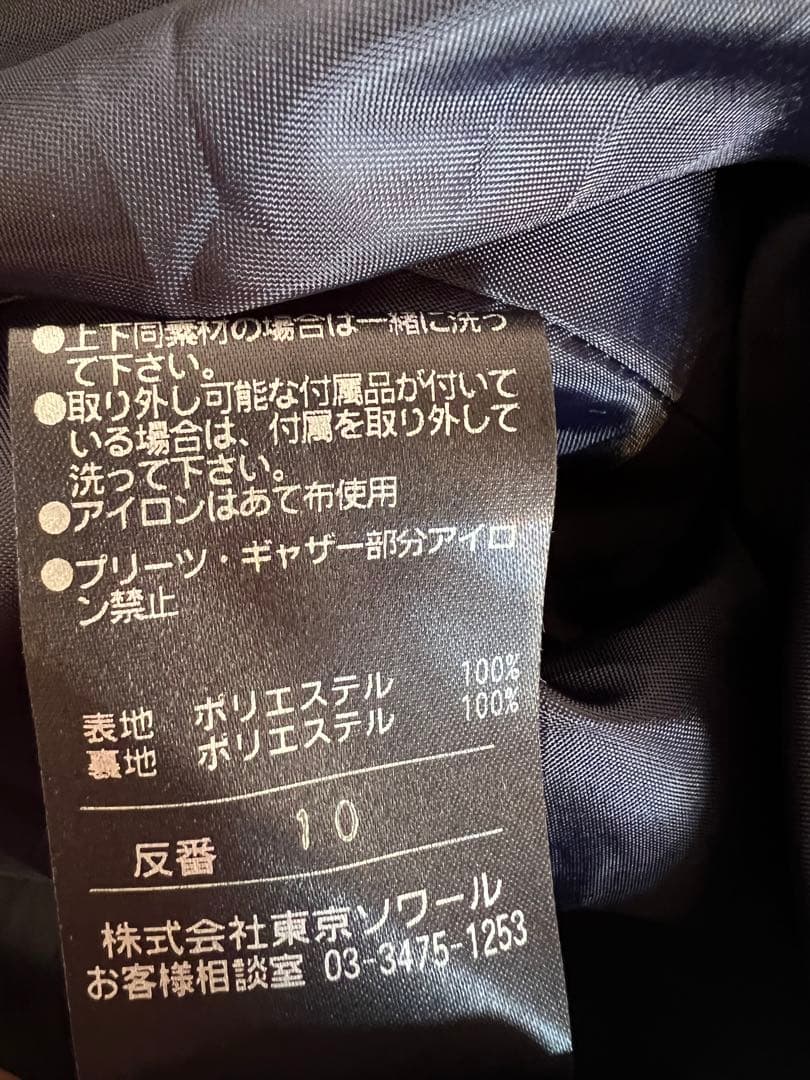 ●上下同素材の場合は一緒に洗っ
て下さい。
●取り外し可能な付属品が付いて
いる場合は、付属を取り外して
洗って下さい。
●アイロンはあて布使用
●プリーツ・ギャザー部分アイロ
ン禁止
表地 ポリエステル 100%
裏地 ポリエステル 100%
反番 10
株式会社東京ソワール
お客様相談室 03-3475-1253